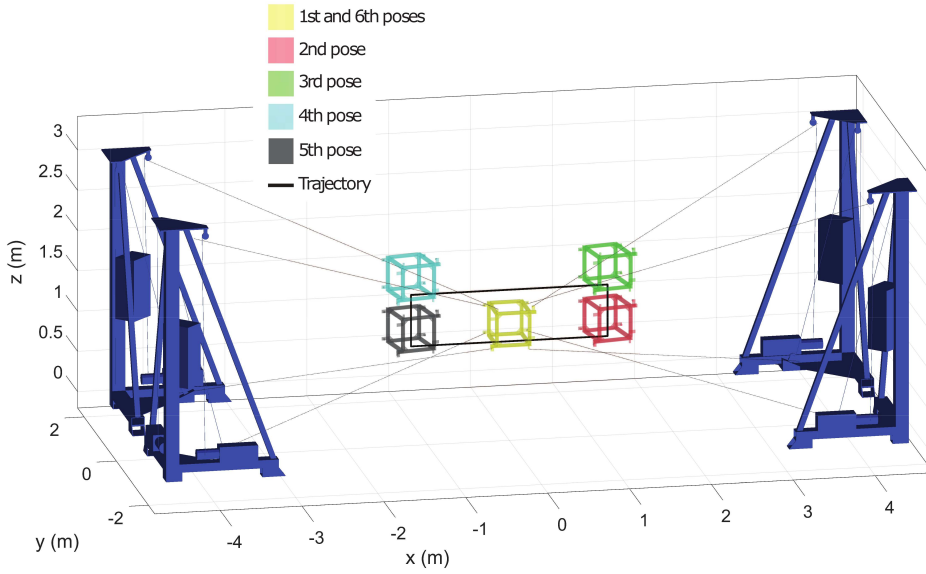 1st and 6th poses
2nd pose
3rd pose
4th pose
5th pose
Trajectory
3
2.5
2
1.5
1
0.5
0
z (m)
2
0
-2
y (m)
-4
-3
-2
-1
0
1
2
3
4
x (m)